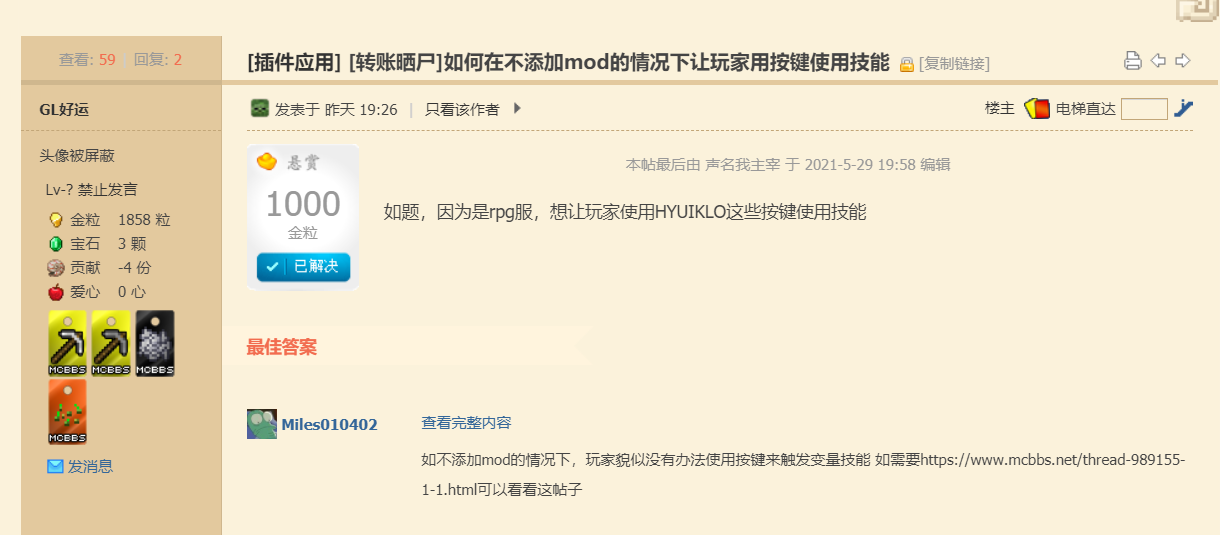 查看: 59 回复: 2
[插件应用] [转账晒尸]如何在不添加mod的情况下让玩家用按键使用技能 [复制链接]
GL好运
发表于 昨天 19:26 | 只看该作者
楼主 电梯直达
头像被屏蔽
Lv-? 禁止发言
金粒 1858 粒
宝石 3 颗
贡献 -4 份
爱心 0 心
MCBBS MCBBS MCBBS
MCBBS
发消息
悬赏
1000
金粒
已解决
本帖最后由 声名我主宰 于 2021-5-29 19:58 编辑
如题，因为是rpg服，想让玩家使用HYUIKLO这些按键使用技能
最佳答案
Miles010402
查看完整内容
如不添加mod的情况下，玩家貌似没有办法使用按键来触发变量技能 如需要https://www.mcbbs.net/thread-989155-
1-1.html可以看看这帖子